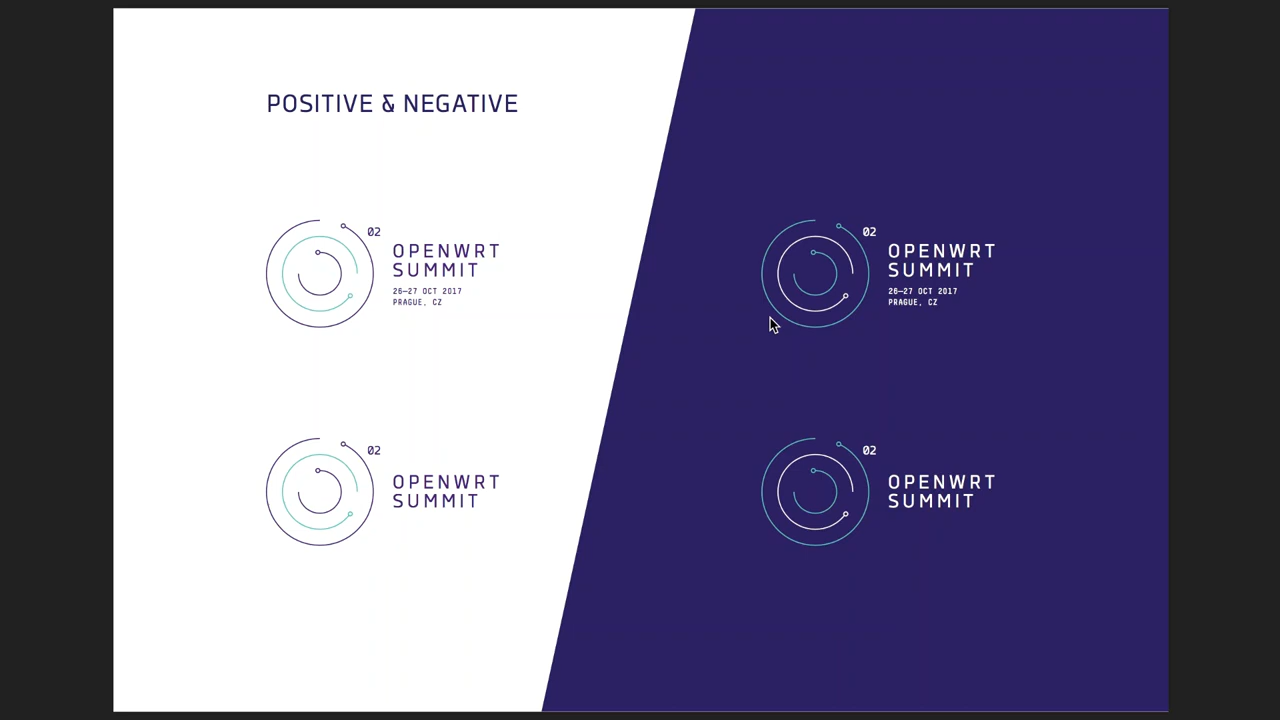 POSITIVE & NEGATIVE
02
OPENWRT
SUMMIT
26–27 OCT 2017
PRAGUE, CZ
02
OPENWRT
SUMMIT
26–27 OCT 2017
PRAGUE, CZ
02
OPENWRT
SUMMIT
02
OPENWRT
SUMMIT